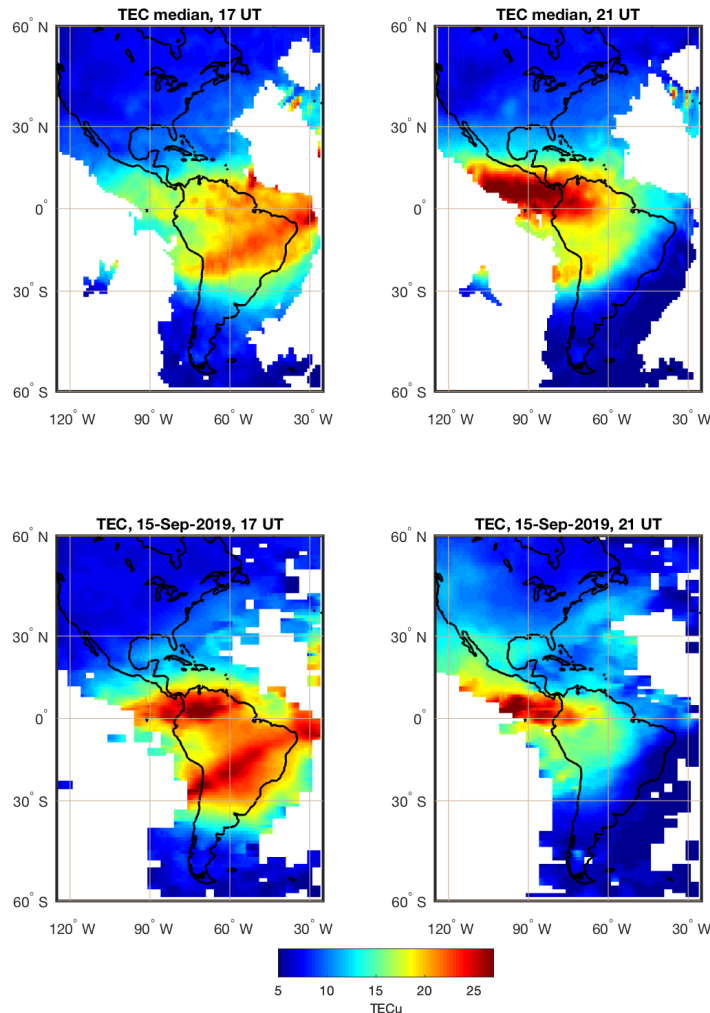 TEC median, 17 UT
TEC median, 21 UT
60° N
30° N
0°
30° S
60° S
120° W
90° W
60° W
30° W
60° N
30° N
0°
30° S
60° S
120° W
90° W
60° W
30° W
TEC, 15-Sep-2019, 17 UT
TEC, 15-Sep-2019, 21 UT
60° N
30° N
0°
30° S
60° S
120° W
90° W
60° W
30° W
60° N
30° N
0°
30° S
60° S
120° W
90° W
60° W
30° W
5 10 15 20 25
TECu